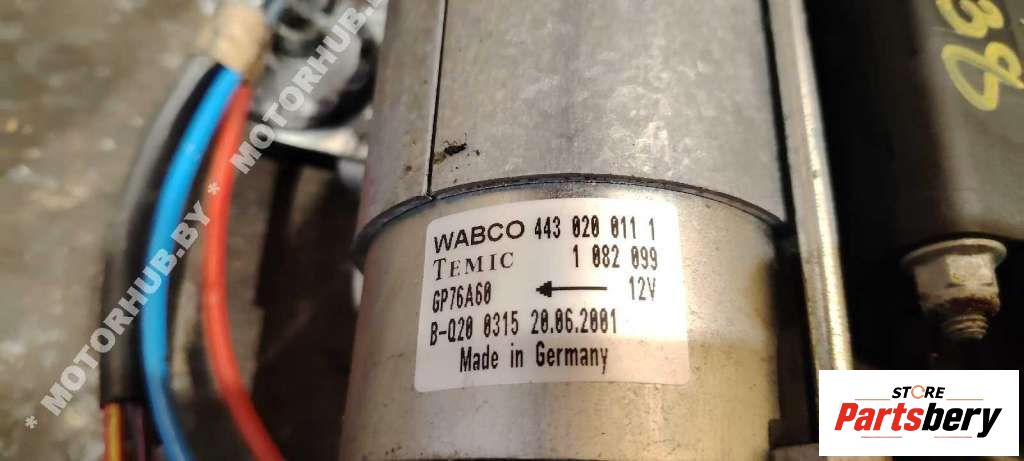 * MOTORHUB.BY * MOTORHUB.BY
38
WABCO 443 020 011 1
TEMIC 1 082 099
GP76A60 ← 12V
B-Q20 0315 20.06.2001
Made in Germany
STORE
Partsbery